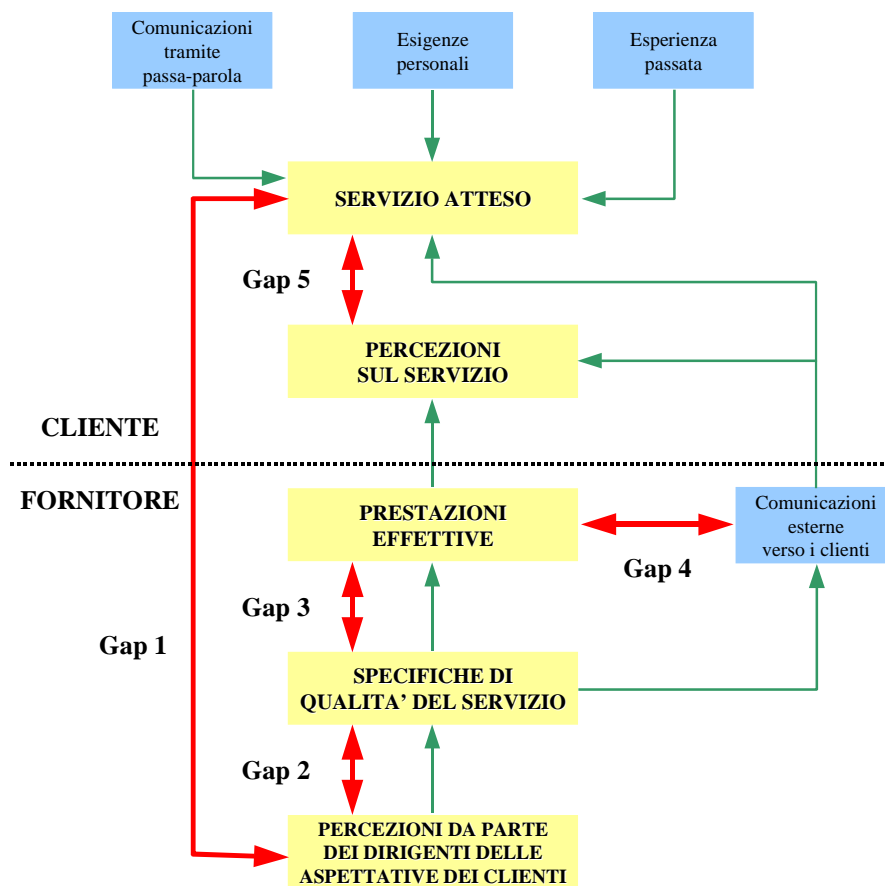 Comunicazioni
tramite
passa-parola
Esigenze
personali
Esperienza
passata
SERVIZIO ATTESO
Gap 5
PERCEZIONI
SUL SERVIZIO
CLIENTE
FORNITORE
PRESTAZIONI
EFFETTIVE
Comunicazioni
esterne
verso i clienti
Gap 4
Gap 3
Gap 1
SPECIFICHE DI
QUALITA’ DEL SERVIZIO
Gap 2
PERCEZIONI DA PARTE
DEI DIRIGENTI DELLE
ASPETTATIVE DEI CLIENTI